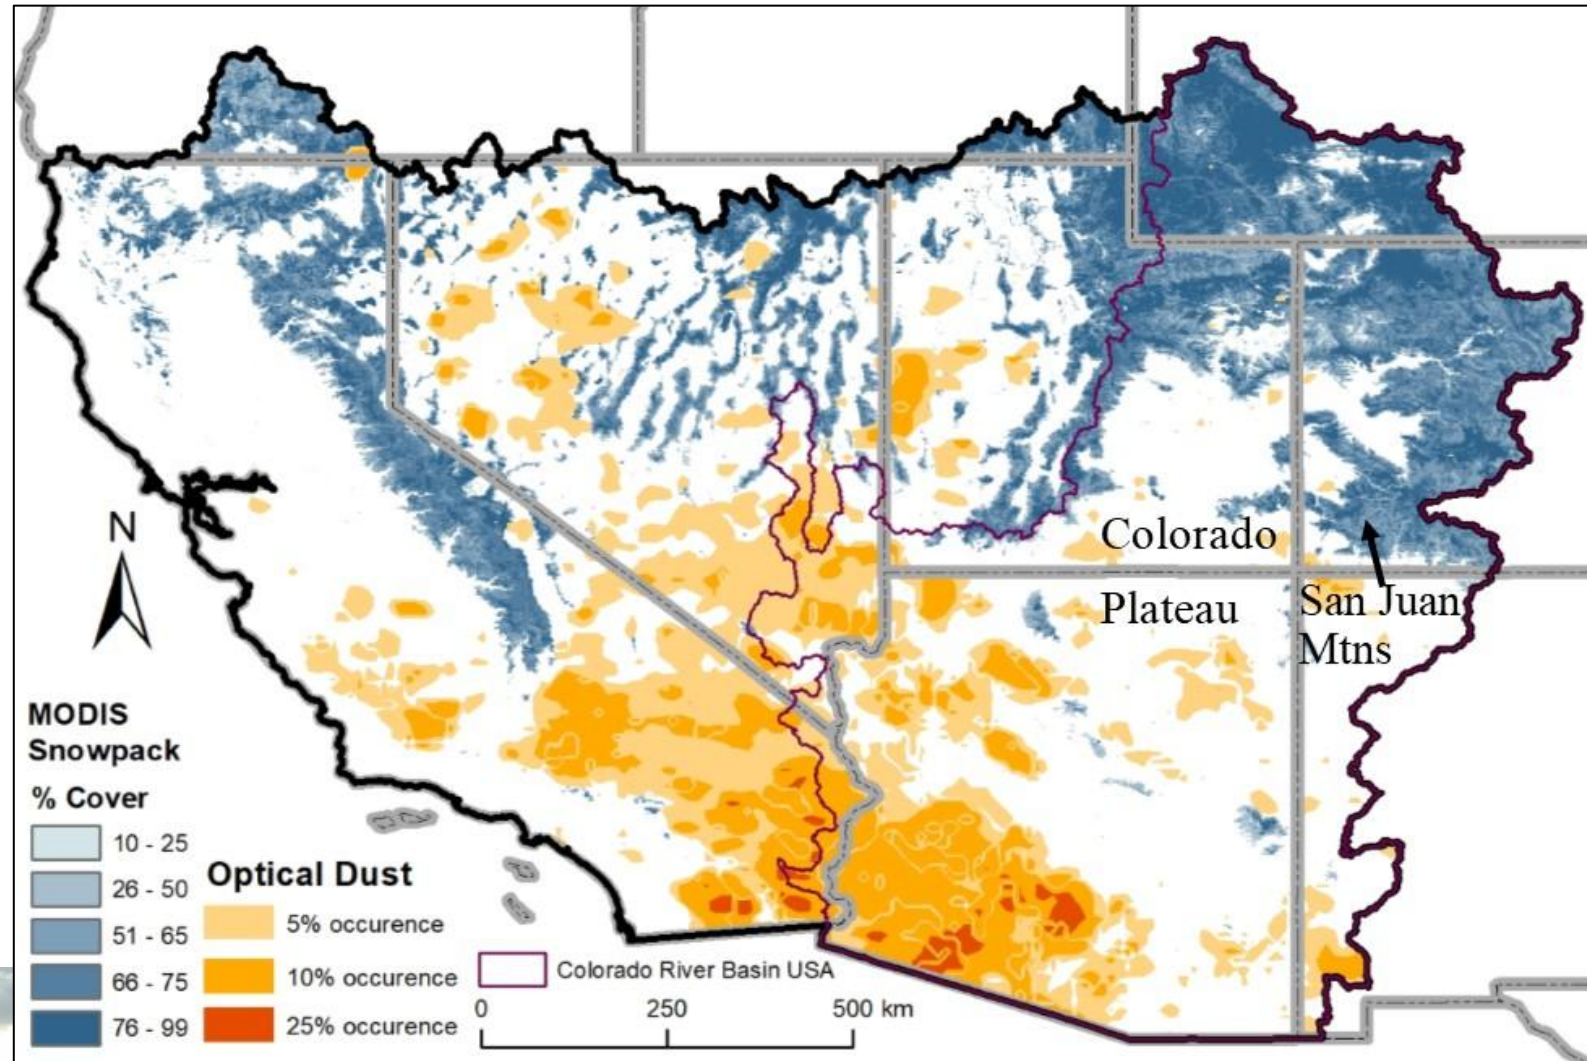 N
Colorado
Plateau
San Juan
Mtns
MODIS
Snowpack
% Cover
10 - 25
26 - 50
51 - 65
66 - 75
76 - 99
Optical Dust
5% occurence
10% occurence
25% occurence
Colorado River Basin USA
0 250 500 km